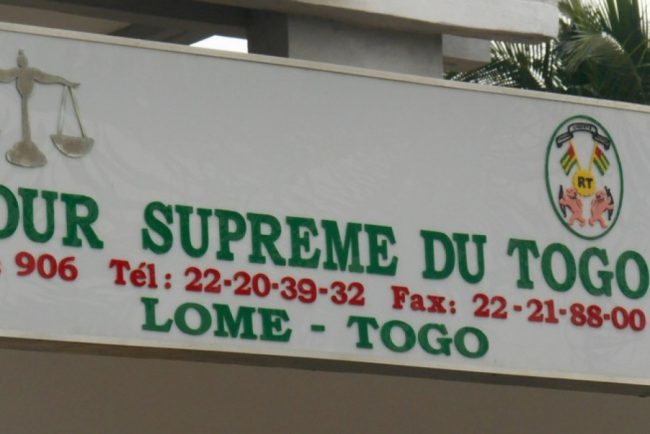 OUR SUPREME DU TOGO
906 Tél: 22-20-39-32 Fax: 22-21-88-00
LOME - TOGO
RT